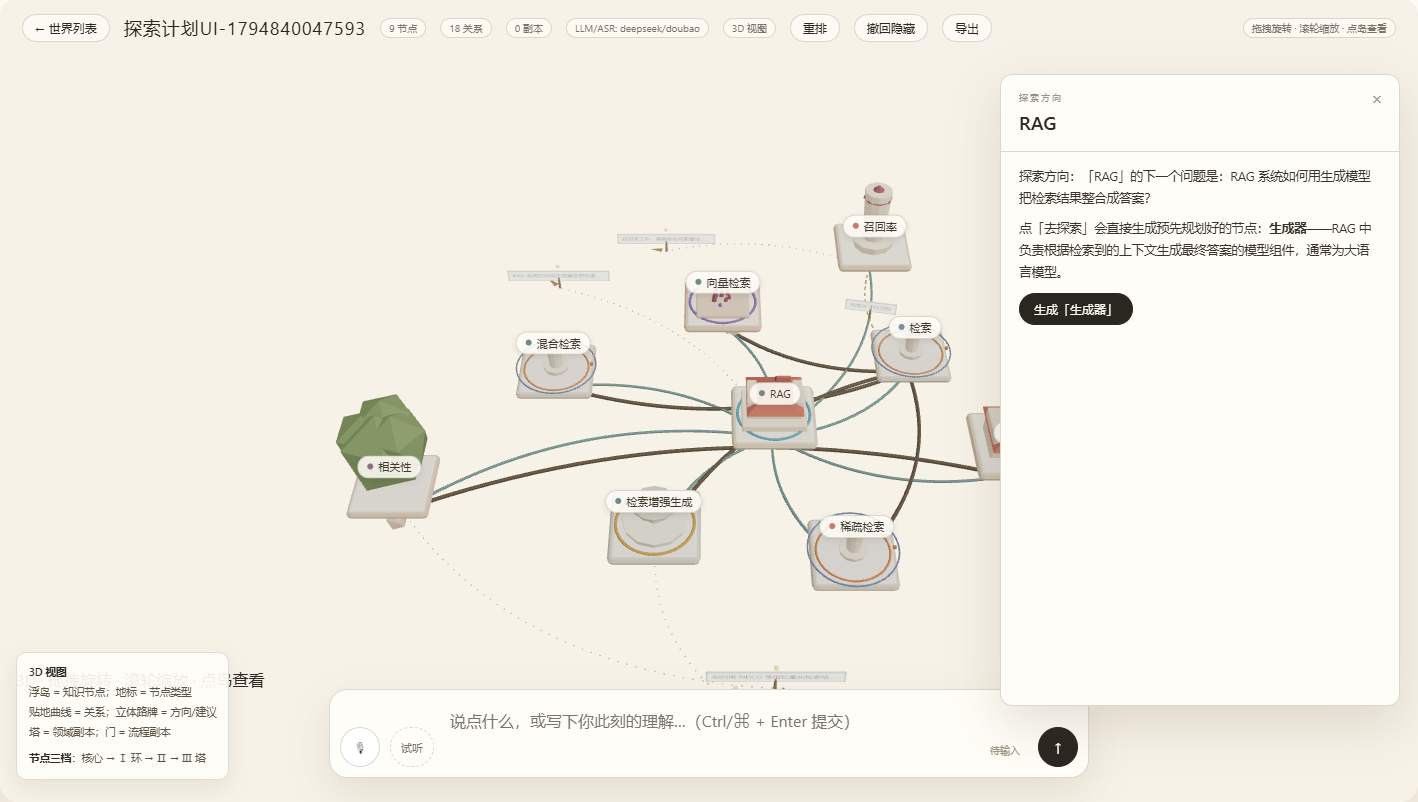 ← 世界列表
探索计划UI-1794840047593
9 节点
18 关系
0 副本
LLM/ASR: deepseek/doubao
3D 视图
重排
撤回隐藏
导出
拖拽旋转 · 滚轮缩放 · 点岛查看
探索方向
×
RAG
探索方向：「RAG」的下一个问题是：RAG 系统如何用生成模型
把检索结果整合成答案？
点「去探索」会直接生成预先规划好的节点：生成器——RAG 中
负责根据检索到的上下文生成最终答案的模型组件，通常为大语
言模型。
生成「生成器」
召回率
向量检索
检索
混合检索
RAG
相关性
检索增强生成
稀疏检索
3D 视图
拖拽旋转 · 滚轮缩放 · 点岛查看
浮岛 = 知识节点；地标 = 节点类型
贴地曲线 = 关系；立体路牌 = 方向/建议
塔 = 领域副本；门 = 流程副本
节点三档：核心 → Ⅰ 环 → Ⅱ → Ⅲ 塔
说点什么，或写下你此刻的理解...（Ctrl/⌘ + Enter 提交）
试听
待输入
↑